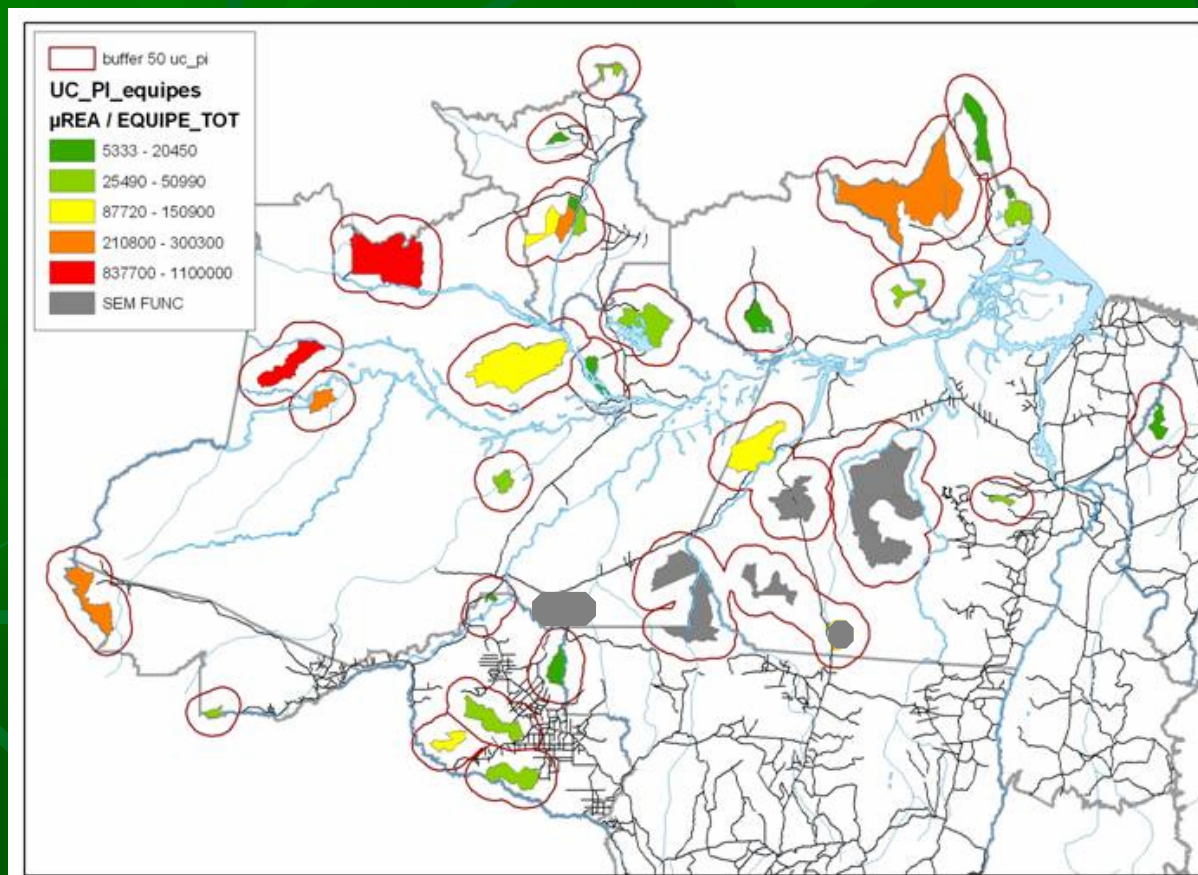 buffer 50 uc_pi
UC_PI_equipes
µREA / EQUIPE_TOT
5333 - 20450
25490 - 50990
87720 - 150900
210800 - 300300
837700 - 1100000
SEM FUNC